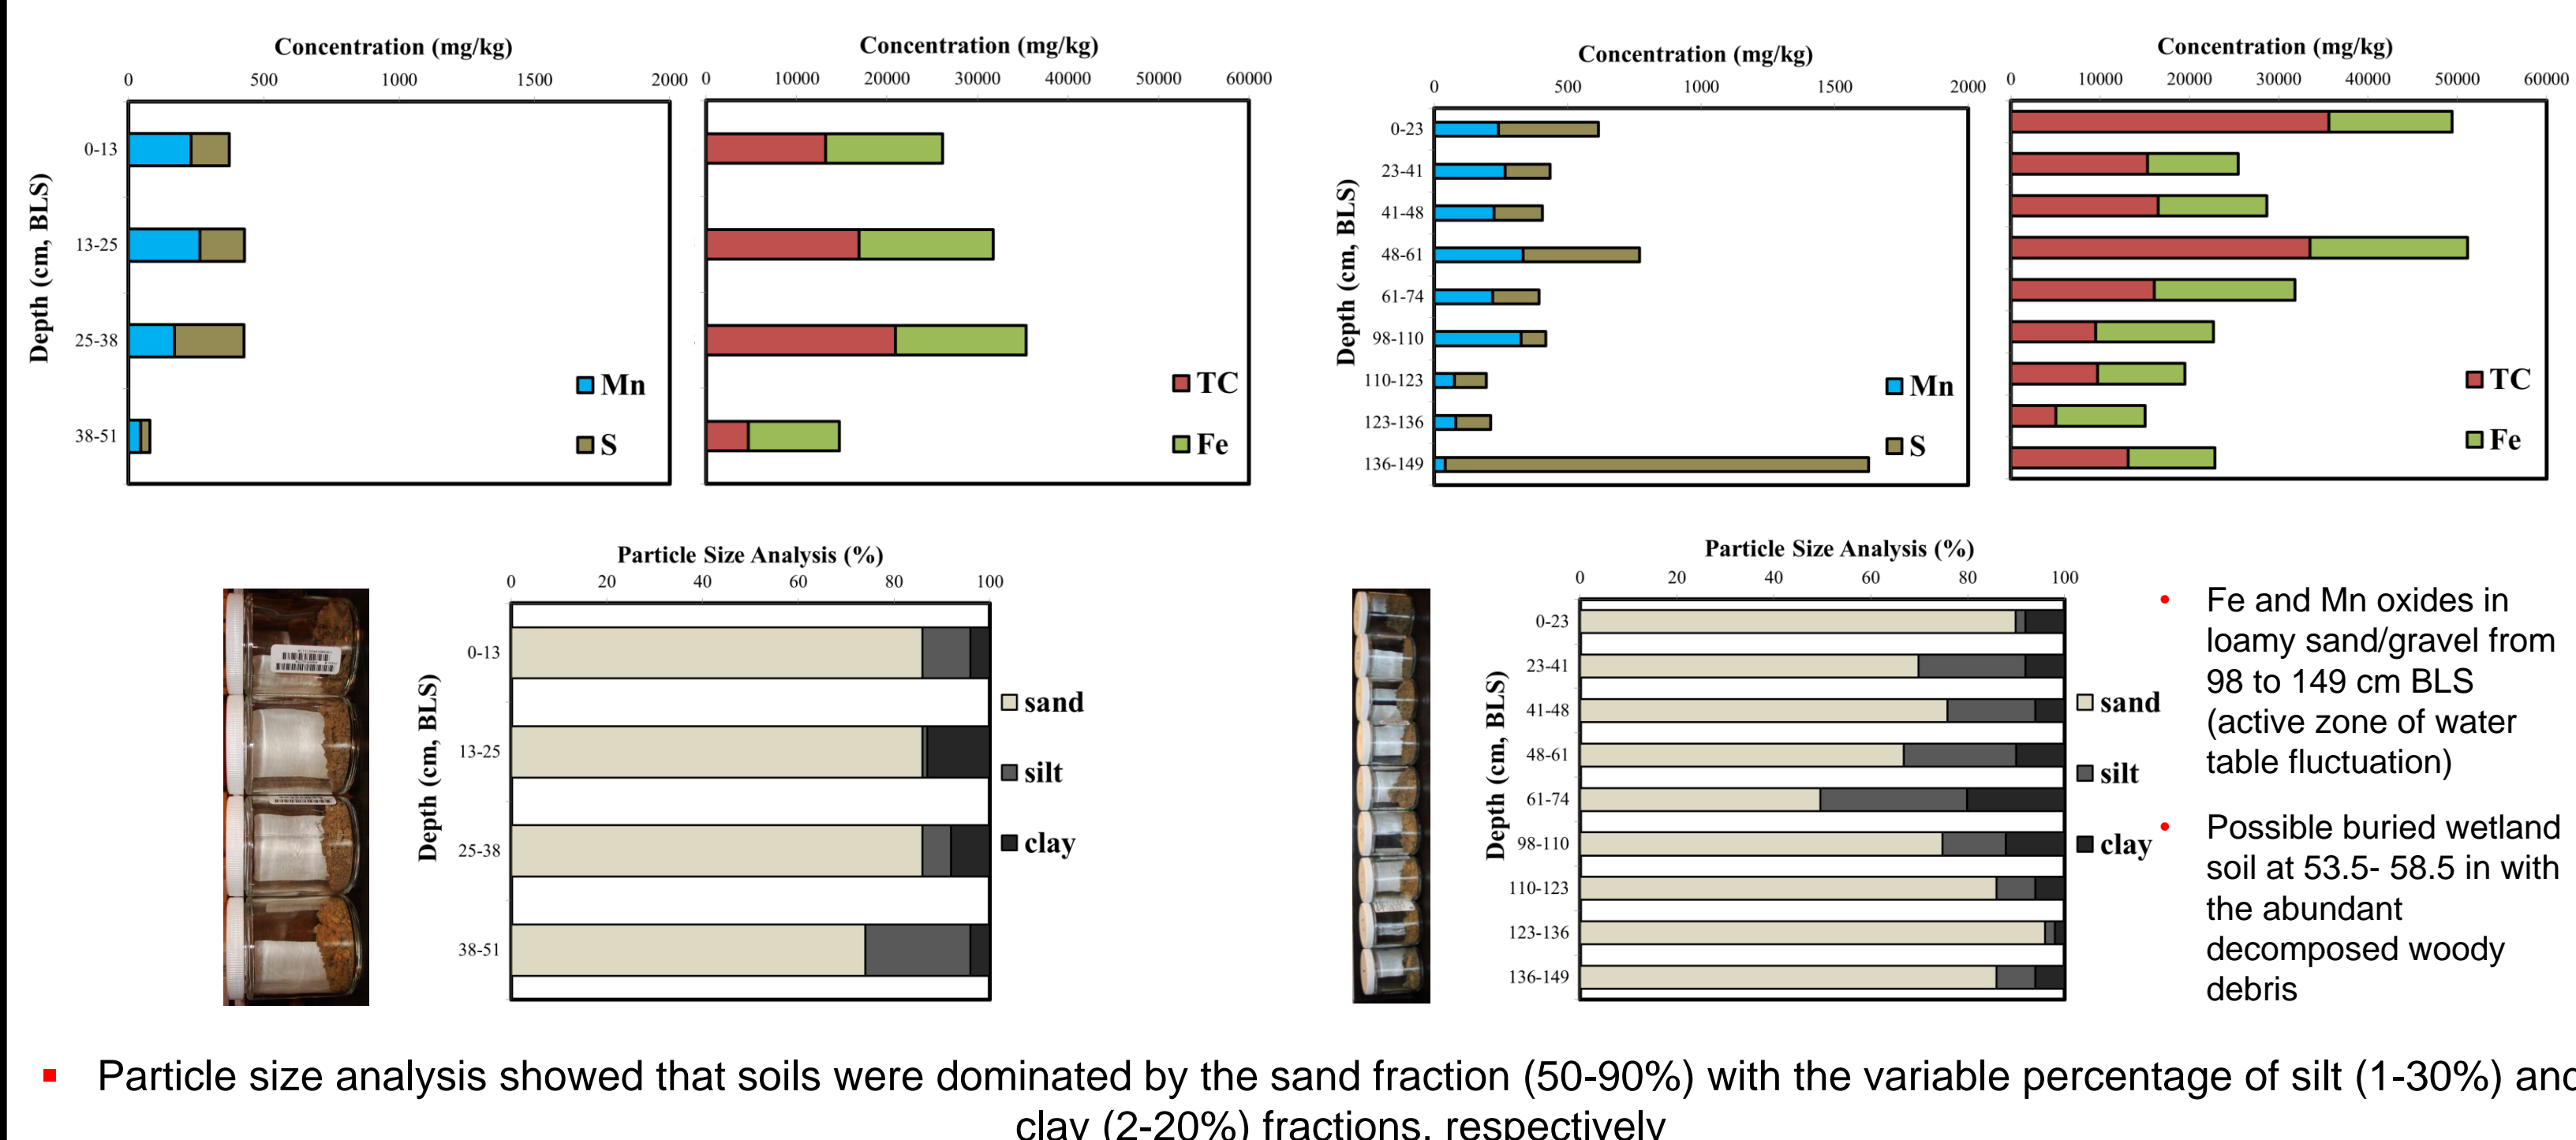 Concentration (mg/kg)
0 500 1000 1500 2000
Depth (cm, BLS)
0-13
13-25
25-38
38-51
Mn
S
Concentration (mg/kg)
0 10000 20000 30000 40000 50000 60000
TC
Fe
Concentration (mg/kg)
0 500 1000 1500 2000
Depth (cm, BLS)
0-23
23-41
41-48
48-61
61-74
98-110
110-123
123-136
136-149
Mn
S
Concentration (mg/kg)
0 10000 20000 30000 40000 50000 60000
TC
Fe
Particle Size Analysis (%)
0 20 40 60 80 100
Depth (cm, BLS)
0-13
13-25
25-38
38-51
sand
silt
clay
Particle Size Analysis (%)
0 20 40 60 80 100
Depth (cm, BLS)
0-23
23-41
41-48
48-61
61-74
98-110
110-123
123-136
136-149
sand
silt
clay
• Fe and Mn oxides in
loamy sand/gravel from
98 to 149 cm BLS
(active zone of water
table fluctuation)
• Possible buried wetland
soil at 53.5- 58.5 in with
the abundant
decomposed woody
debris
▪ Particle size analysis showed that soils were dominated by the sand fraction (50-90%) with the variable percentage of silt (1-30%) and
clay (2-20%) fractions, respectively